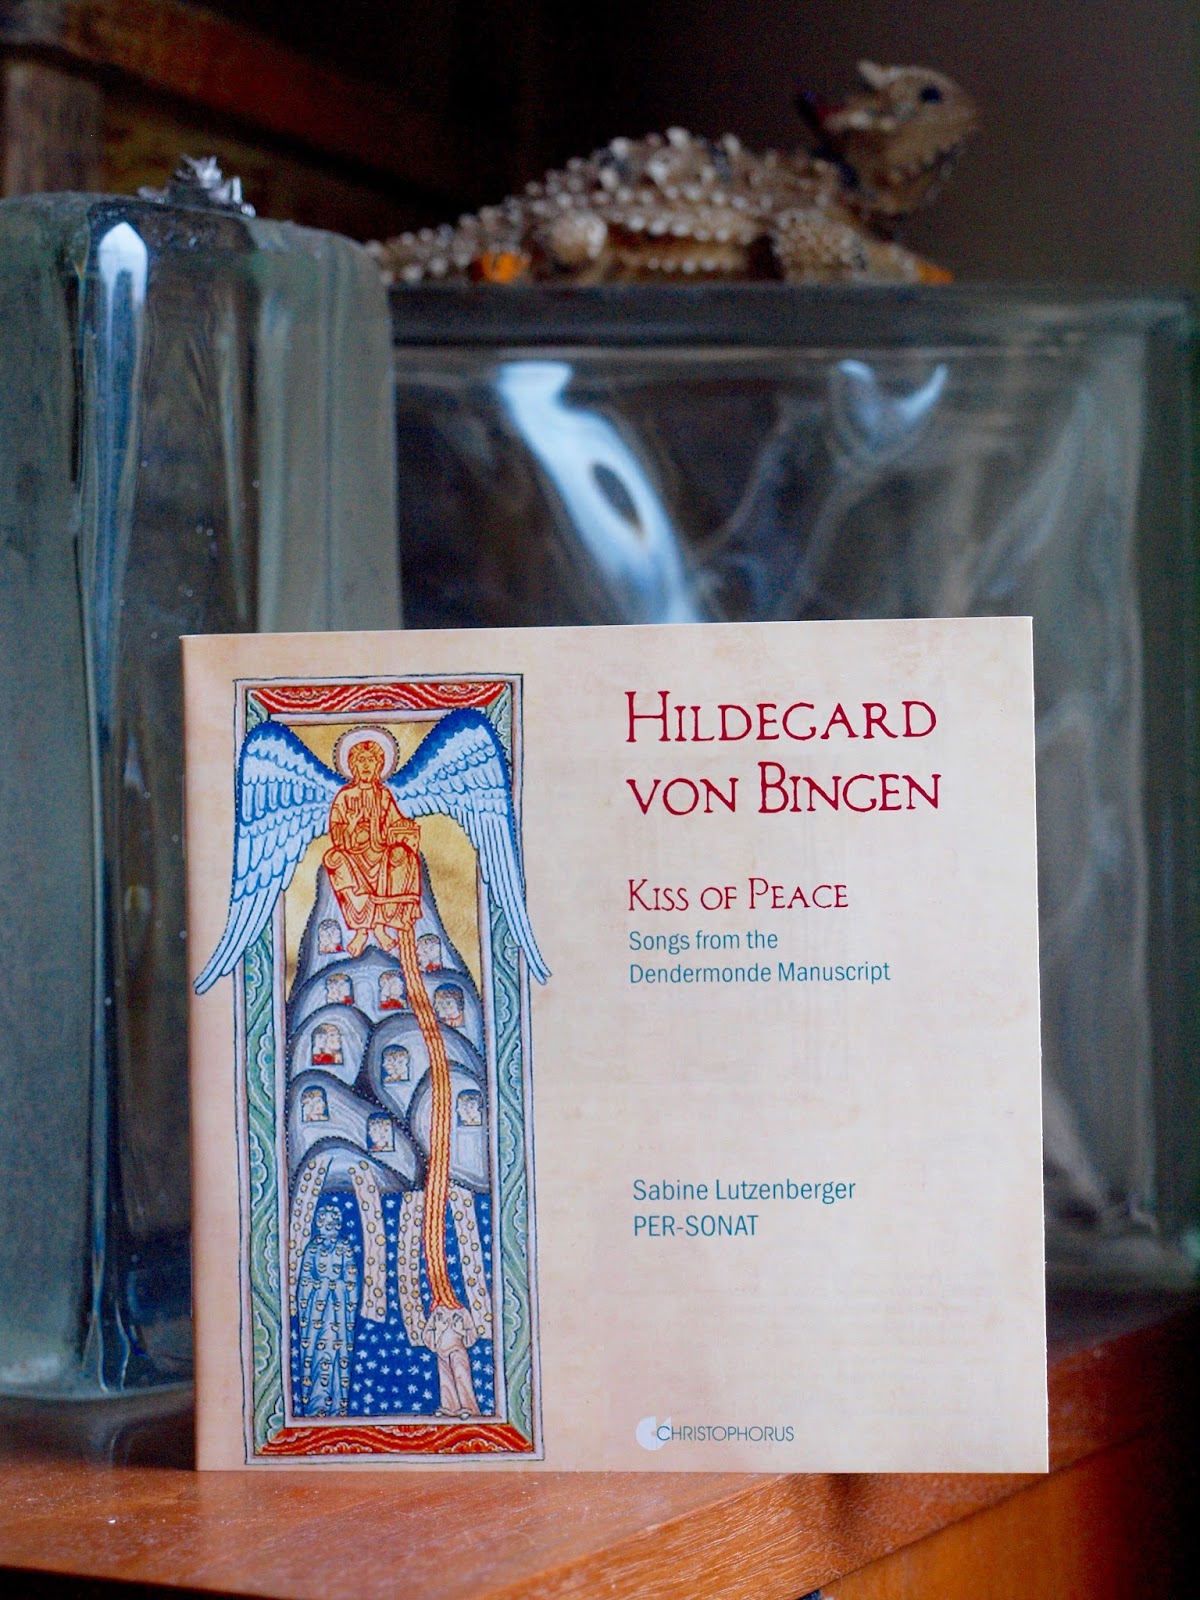 HILDEGARD
VON BINGEN
KISS OF PEACE
Songs from the
Dendermonde Manuscript
Sabine Lutzenberger
PER-SONAT
CHRISTOPHORUS